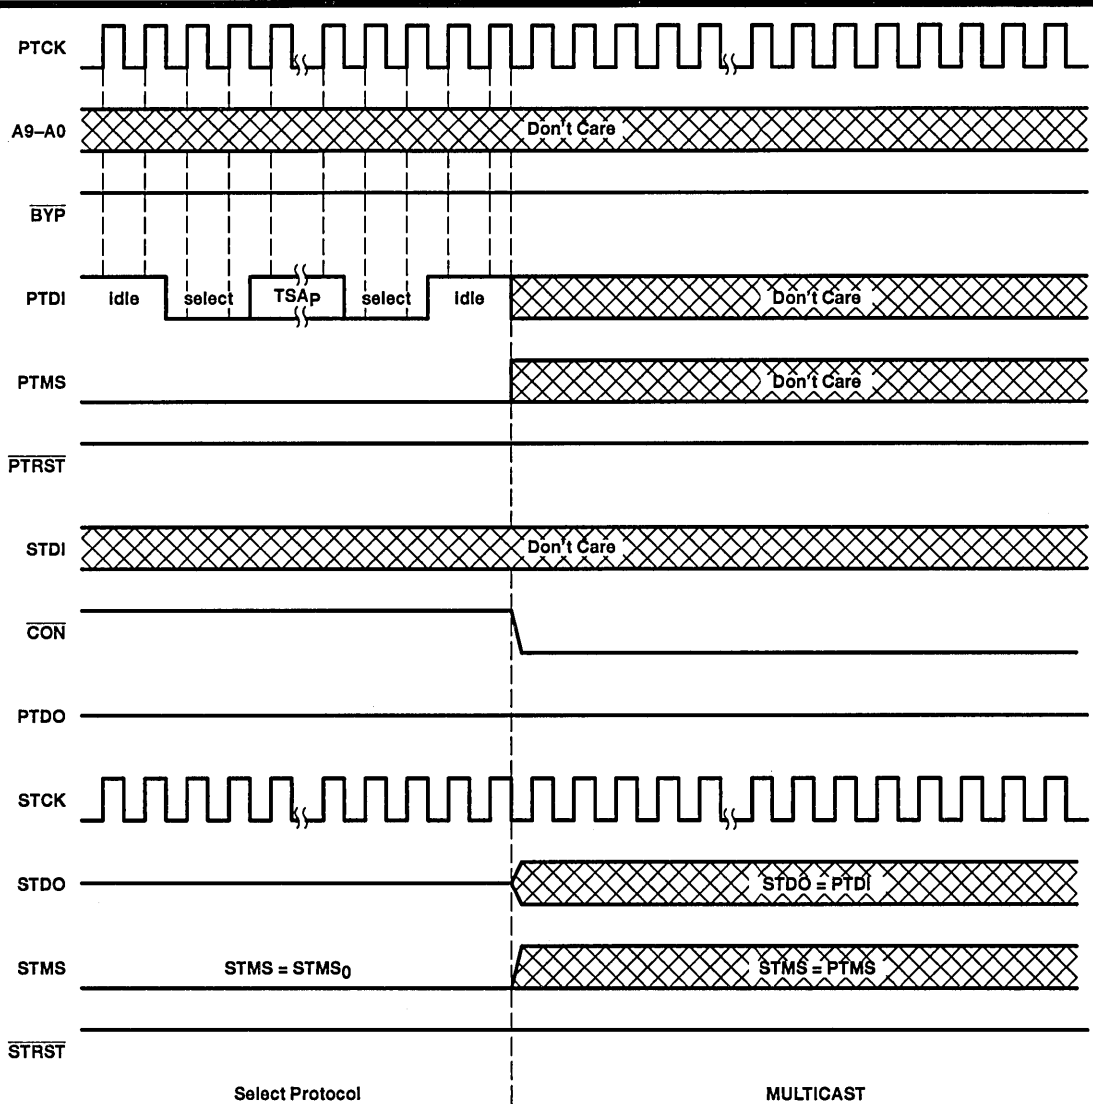 PTCK
A9–A0 Don't Care
BYP
PTDI Idle select TSAP select Idle Don't Care
PTMS Don't Care
PTRST
STDI Don't Care
CON
PTDO
STCK
STDO STDO = PTDI
STMS STMS = STMS0 STMS = PTMS
STRST
Select Protocol MULTICAST